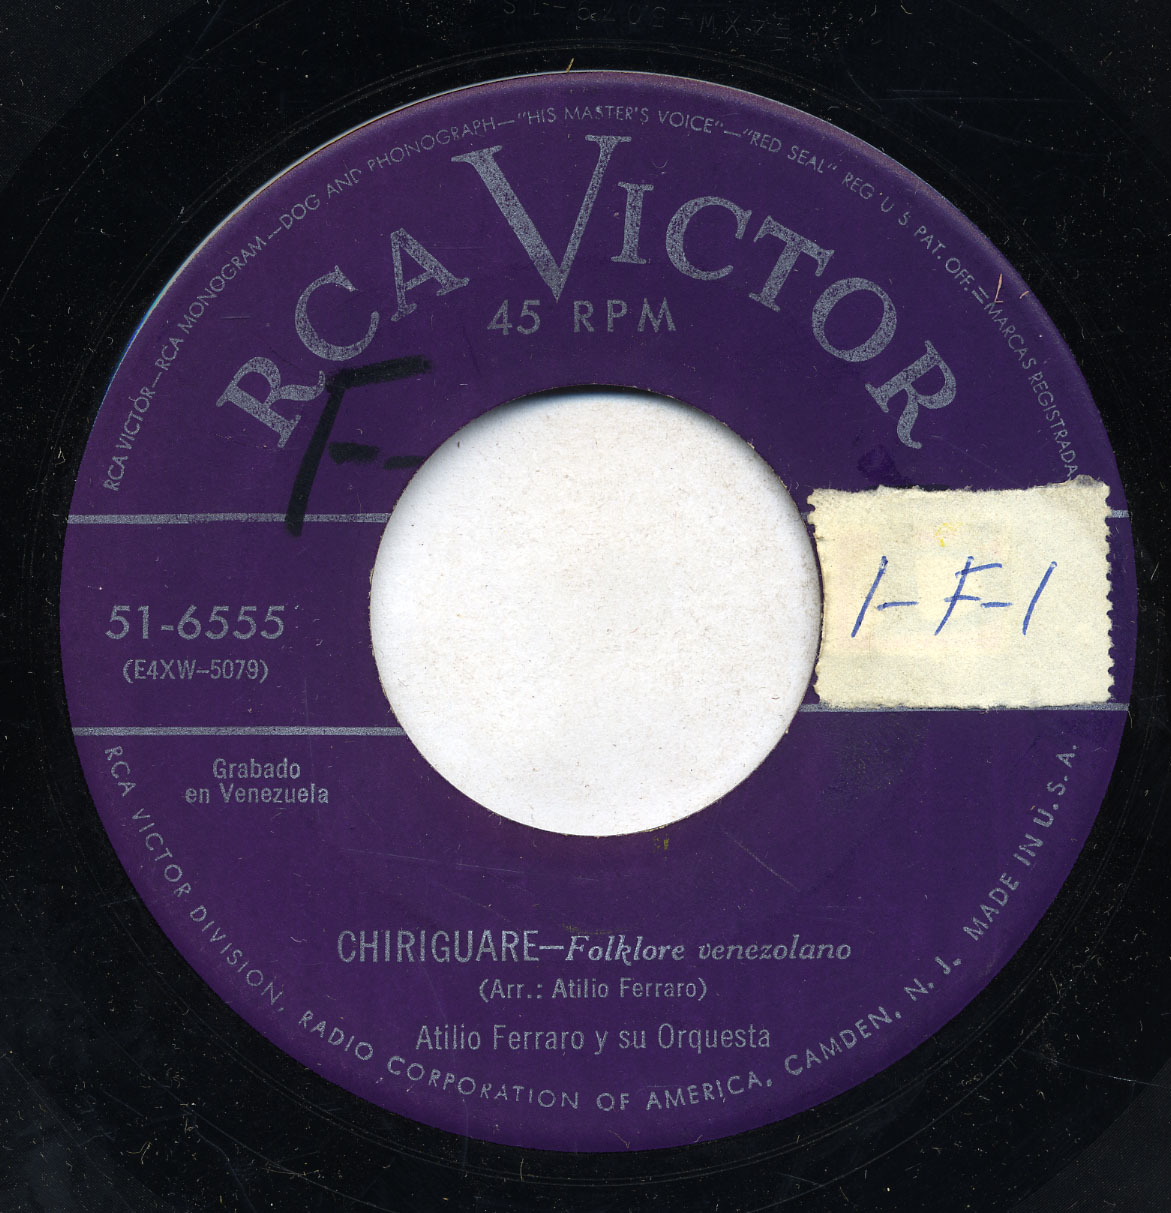 RCA VICTOR—RCA MONOGRAM—DOG AND PHONOGRAPH—"HIS MASTER'S VOICE"—"RED SEAL" REG'U S PAT. OFF.—MARCAS REGISTRADA
RCA VICTOR
45 RPM
F-
1-F-1
51-6555
(E4XW-5079)
Grabado
en Venezuela
CHIRIGUARE—Folklore venezolano
(Arr.: Atilio Ferraro)
Atilio Ferraro y su Orquesta
RCA VICTOR DIVISION, RADIO CORPORATION OF AMERICA, CAMDEN, N. J. MADE IN U. S. A.